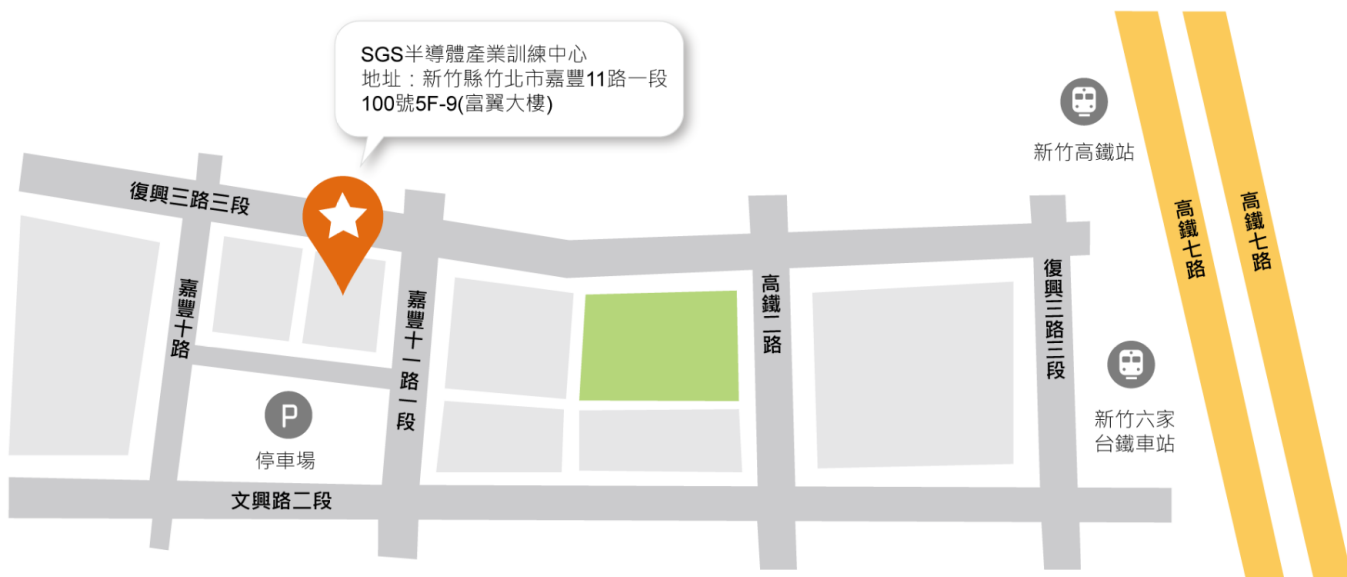 SGS半導體產業訓練中心
地址：新竹縣竹北市嘉豐11路一段
100號5F-9(富翼大樓)
新竹高鐵站
復興三路三段
高鐵七路
高鐵七路
嘉豐十路
嘉豐十一路一段
高鐵二路
復興三路三段
P
停車場
新竹六家
台鐵車站
文興路二段